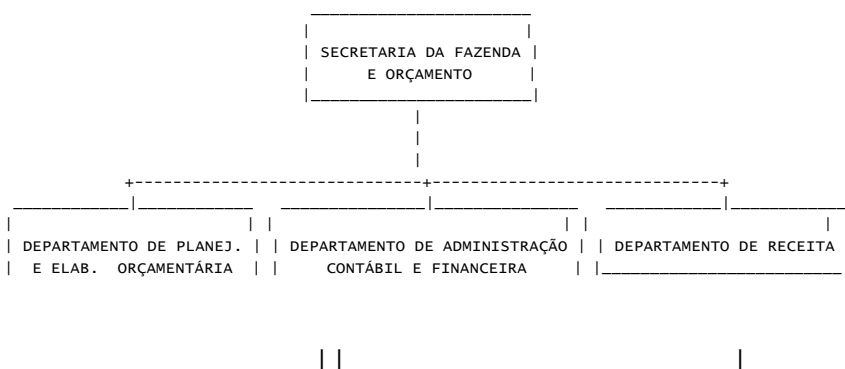 SECRETARIA DA FAZENDA
E ORÇAMENTO
DEPARTAMENTO DE PLANEJ.
E ELAB. ORÇAMENTÁRIA
DEPARTAMENTO DE ADMINISTRAÇÃO
CONTÁBIL E FINANCEIRA
DEPARTAMENTO DE RECEITA